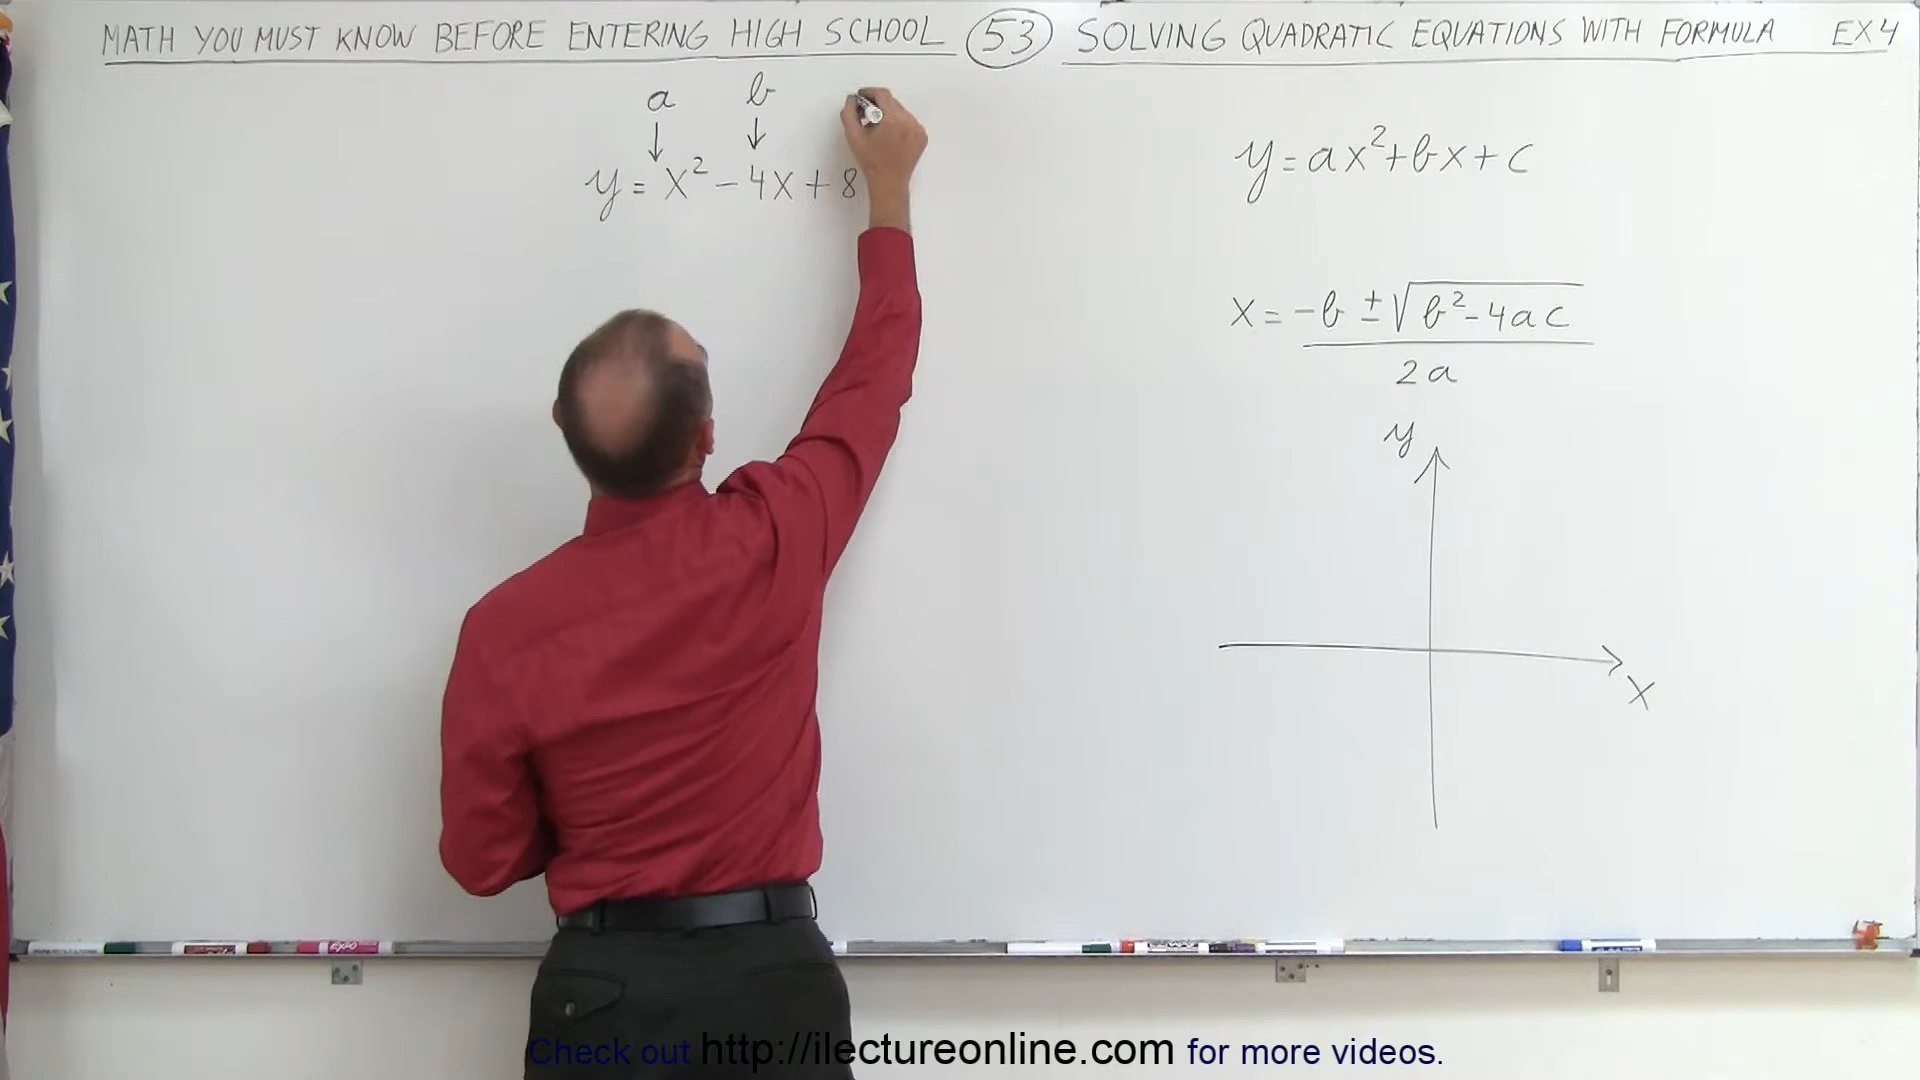 MATH YOU MUST KNOW BEFORE ENTERING HIGH SCHOOL 53 SOLVING QUADRATIC EQUATIONS WITH FORMULA EX 4
a b
↓ ↓
y = x² - 4x + 8
y = ax² + bx + c
x = -b ± √b² - 4ac
2a
y
x
Check out http://ilectureonline.com for more videos.